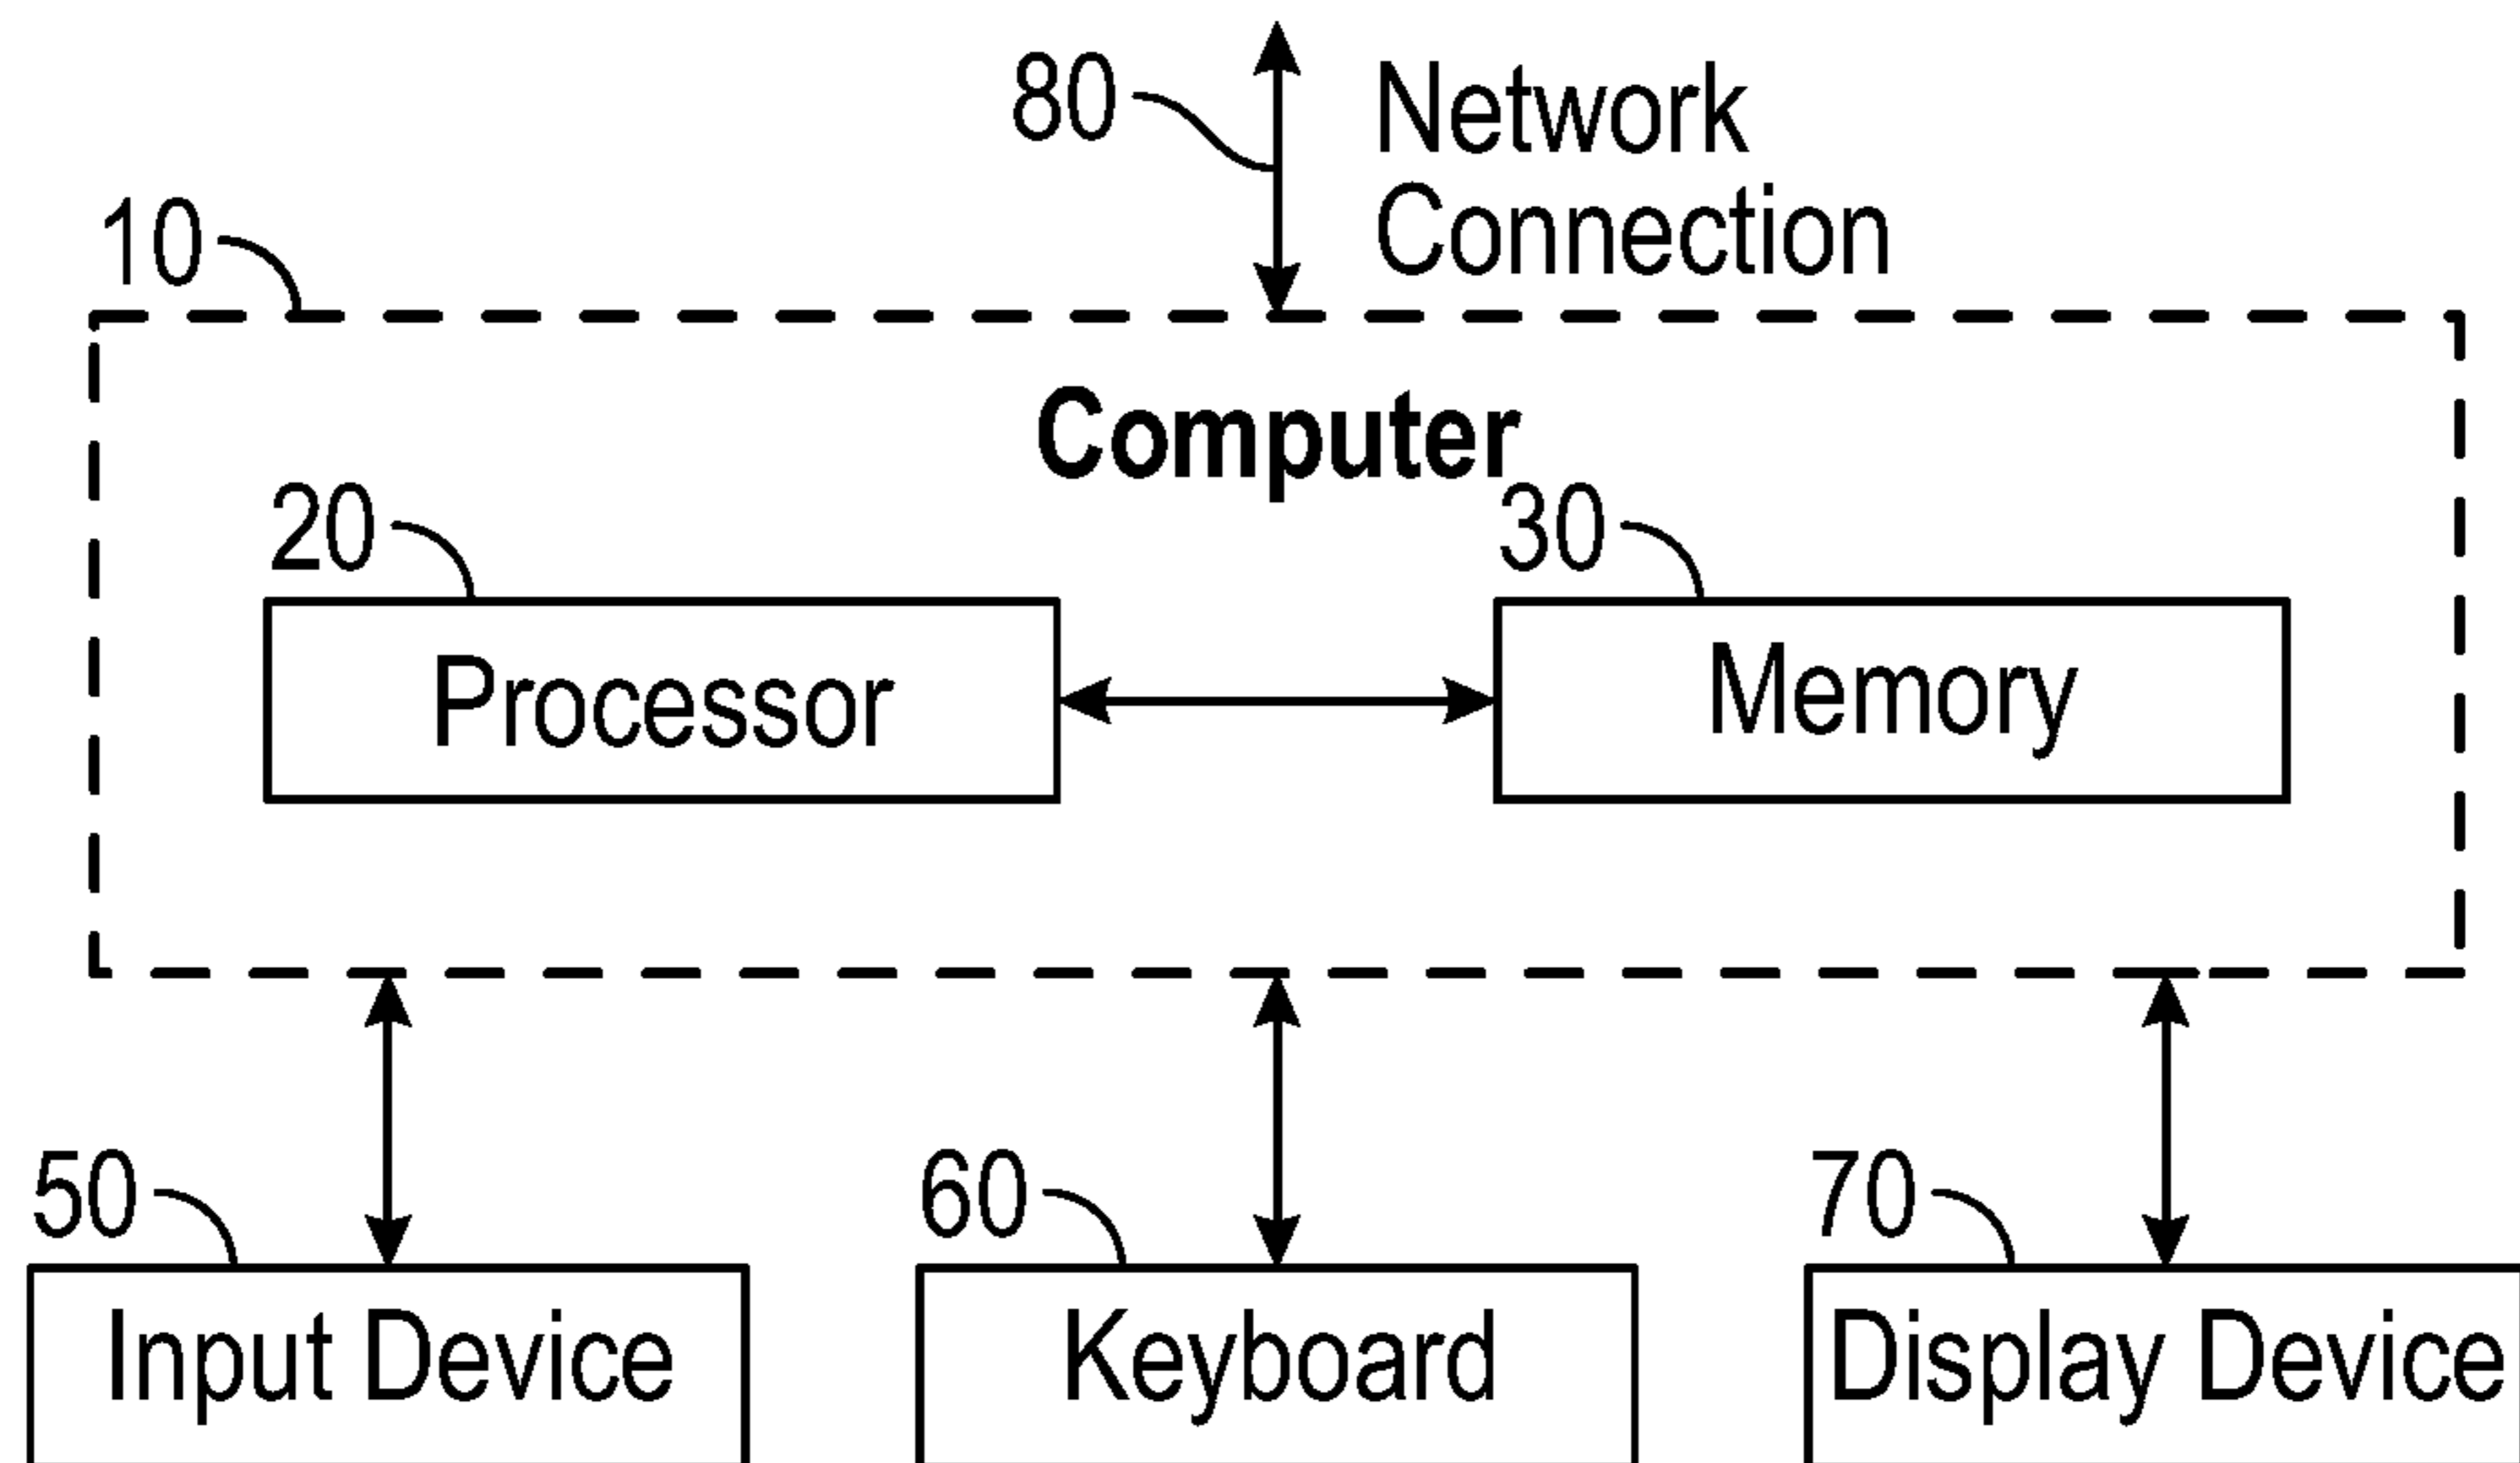 80
Network
Connection
10
Computer
20
30
Processor
Memory
50
60
70
Input Device
Keyboard
Display Device